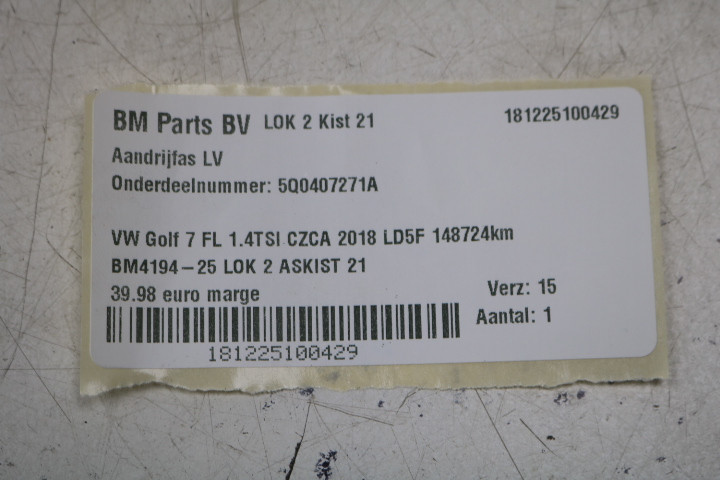 BM Parts BV LOK 2 Kist 21 181225100429
Aandrijfas LV
Onderdeelnummer: 5Q0407271A
VW Golf 7 FL 1.4TSI CZCA 2018 LD5F 148724km
BM4194-25 LOK 2 ASKIST 21
39.98 euro marge Verz: 15
Aantal: 1
181225100429